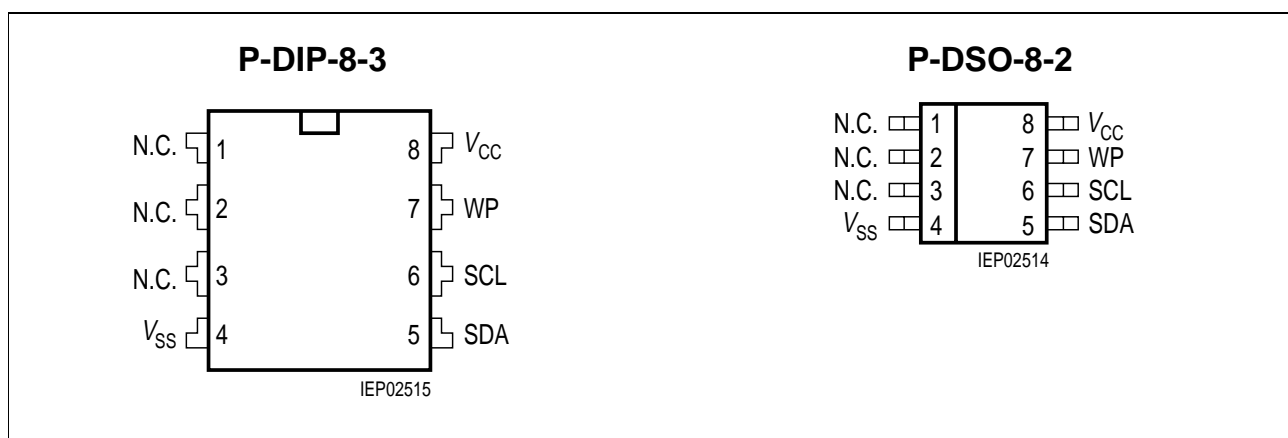 P-DIP-8-3
N.C. 1 8 VCC
N.C. 2 7 WP
N.C. 3 6 SCL
VSS 4 5 SDA
IEP02515
P-DSO-8-2
N.C. 1 8 VCC
N.C. 2 7 WP
N.C. 3 6 SCL
VSS 4 5 SDA
IEP02514